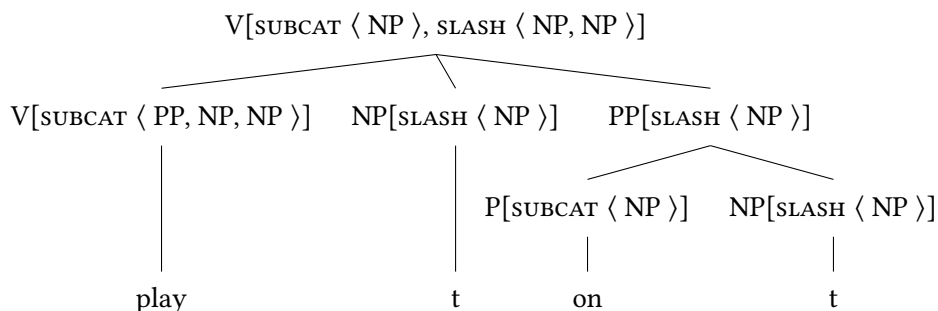 V[SUBCAT ⟨ NP ⟩, SLASH ⟨ NP, NP ⟩]
V[SUBCAT ⟨ PP, NP, NP ⟩] NP[SLASH ⟨ NP ⟩] PP[SLASH ⟨ NP ⟩]
P[SUBCAT ⟨ NP ⟩] NP[SLASH ⟨ NP ⟩]
play t on t